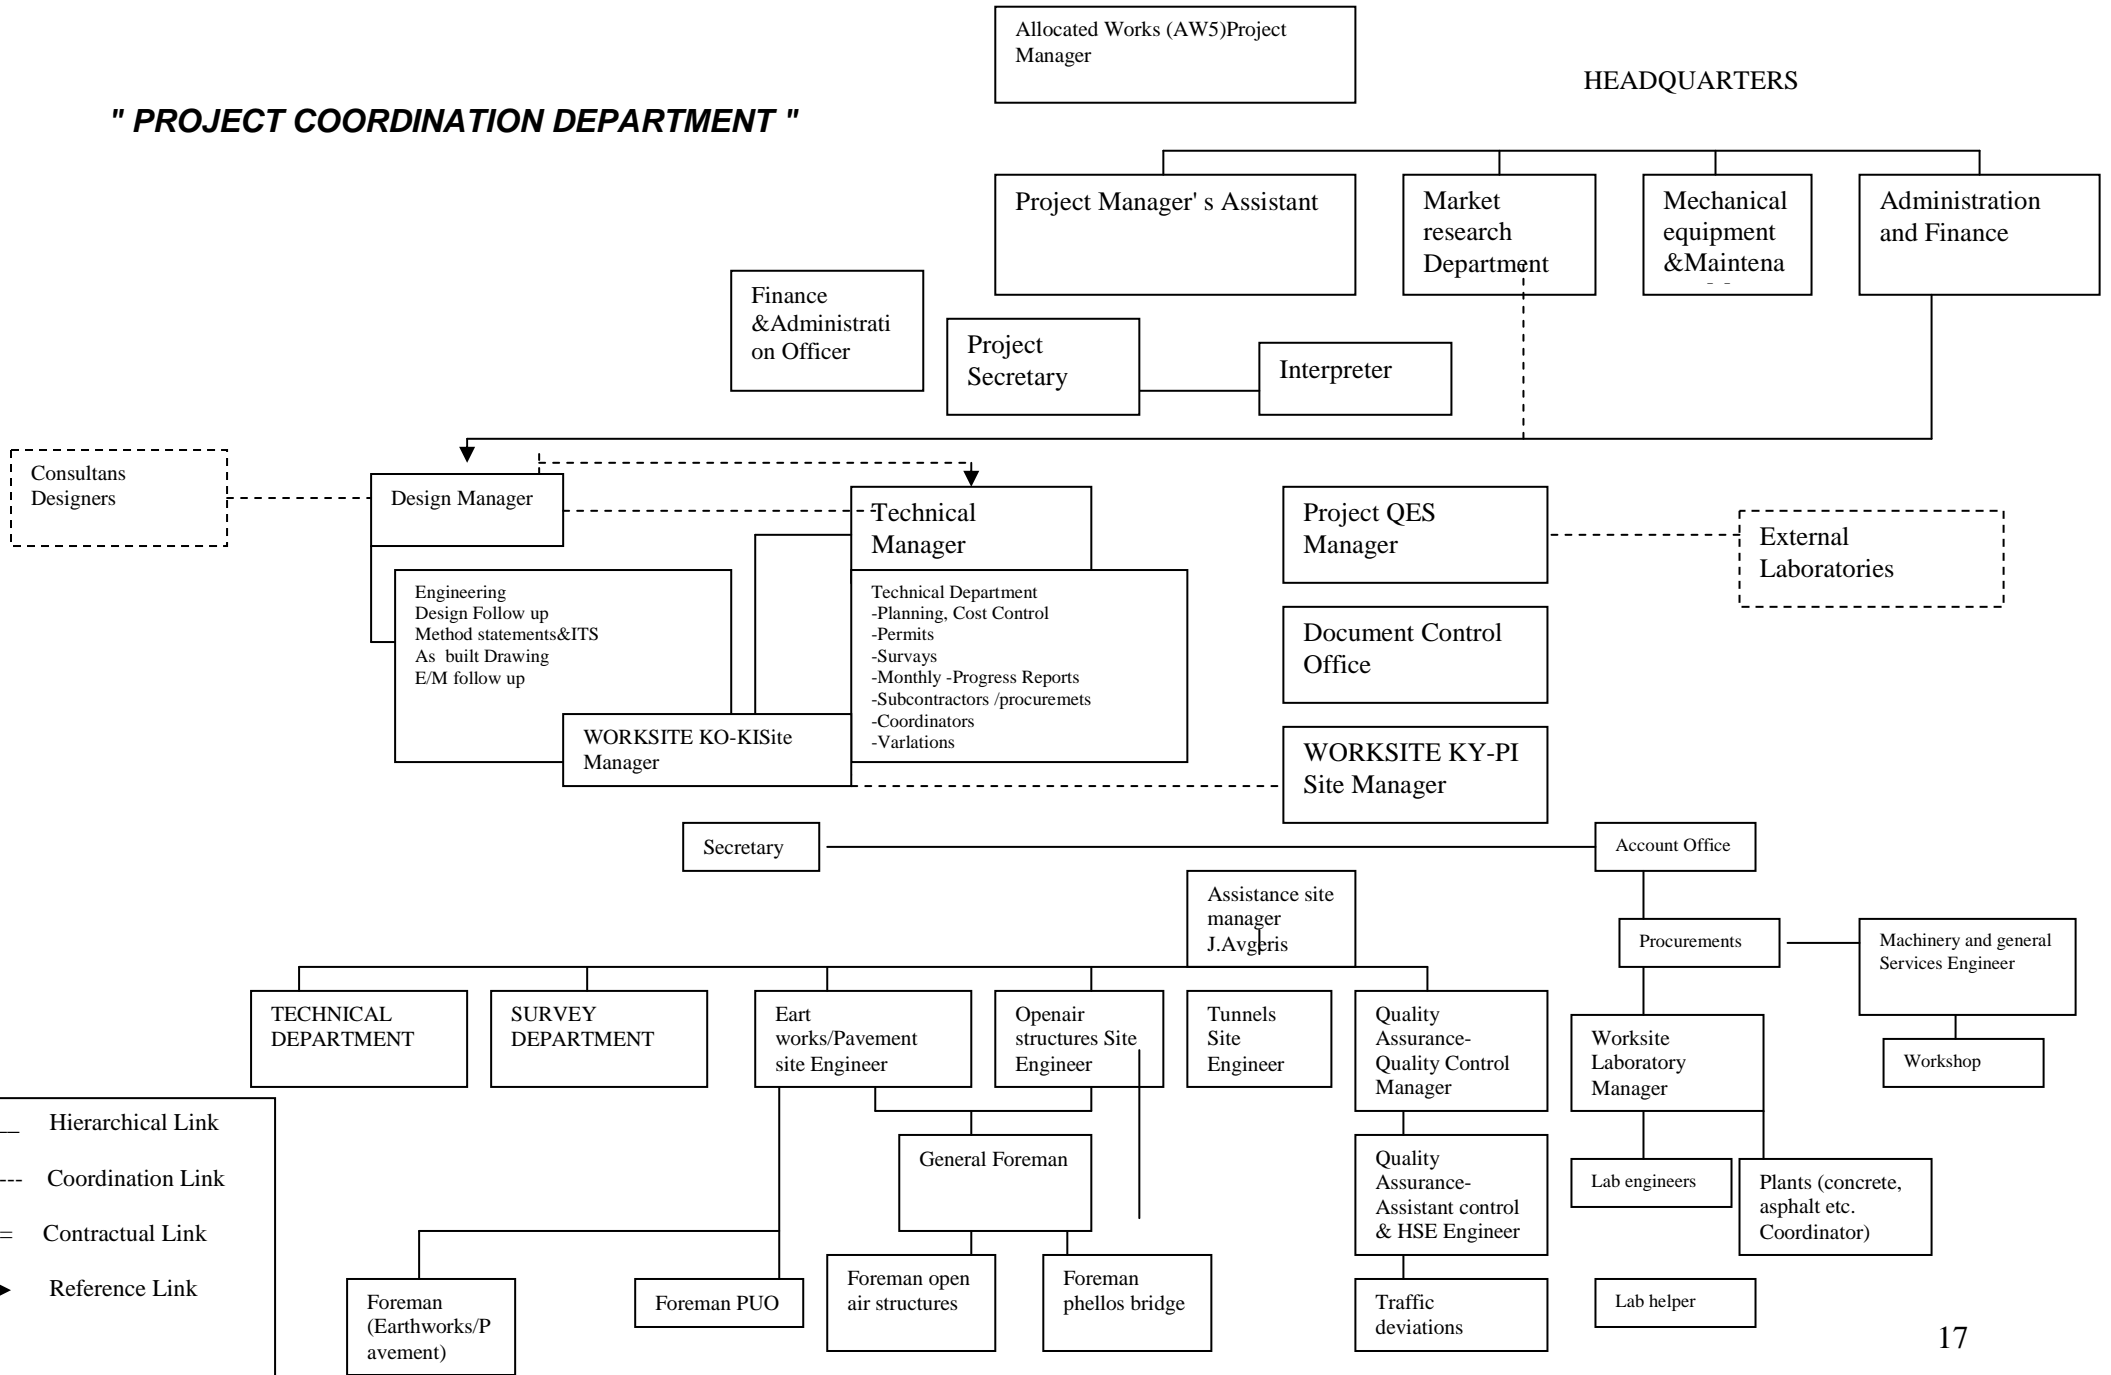 Allocated Works (AW5)Project
Manager
HEADQUARTERS
" PROJECT COORDINATION DEPARTMENT "
Project Manager' s Assistant
Market
research
Department
Mechanical
equipment
&Maintena
Administration
and Finance
Finance
&Administrati
on Officer
Project
Secretary
Interpreter
Consultans
Designers
Design Manager
Technical
Manager
Project QES
Manager
External
Laboratories
Engineering
Design Follow up
Method statements&ITS
As  built Drawing
E/M follow up
Technical Department
-Planning, Cost Control
-Permits
-Survays
-Monthly -Progress Reports
-Subcontractors /procuremets
-Coordinators
-Varlations
Document Control
Office
WORKSITE KO-KISite
Manager
WORKSITE KY-PI
Site Manager
Secretary
Account Office
Assistance site
manager
J.Avgeris
Procurements
Machinery and general
Services Engineer
TECHNICAL
DEPARTMENT
SURVEY
DEPARTMENT
Eart
works/Pavement
site Engineer
Openair
structures Site
Engineer
Tunnels
Site
Engineer
Quality
Assurance-
Quality Control
Manager
Worksite
Laboratory
Manager
Workshop
__ Hierarchical Link
--- Coordination Link
= Contractual Link
► Reference Link
General Foreman
Quality
Assurance-
Assistant control
& HSE Engineer
Lab engineers
Plants (concrete,
asphalt etc.
Coordinator)
Foreman
(Earthworks/P
avement)
Foreman PUO
Foreman open
air structures
Foreman
phellos bridge
Traffic
deviations
Lab helper
17